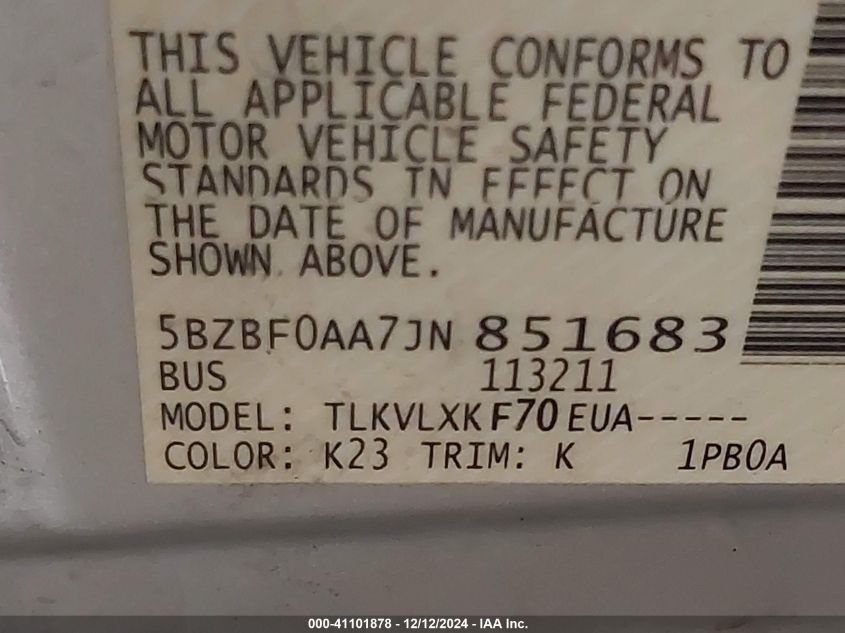 THIS VEHICLE CONFORMS TO
ALL APPLICABLE FEDERAL
MOTOR VEHICLE SAFETY
STANDARDS IN EFFECT ON
THE DATE OF MANUFACTURE
SHOWN ABOVE.
5BZBF0AA7JN 851683
BUS 113211
MODEL: TLKVLXK F70 EUA-----
COLOR: K23 TRIM: K 1PB0A
000-41101878 - 12/12/2024 - IAA Inc.